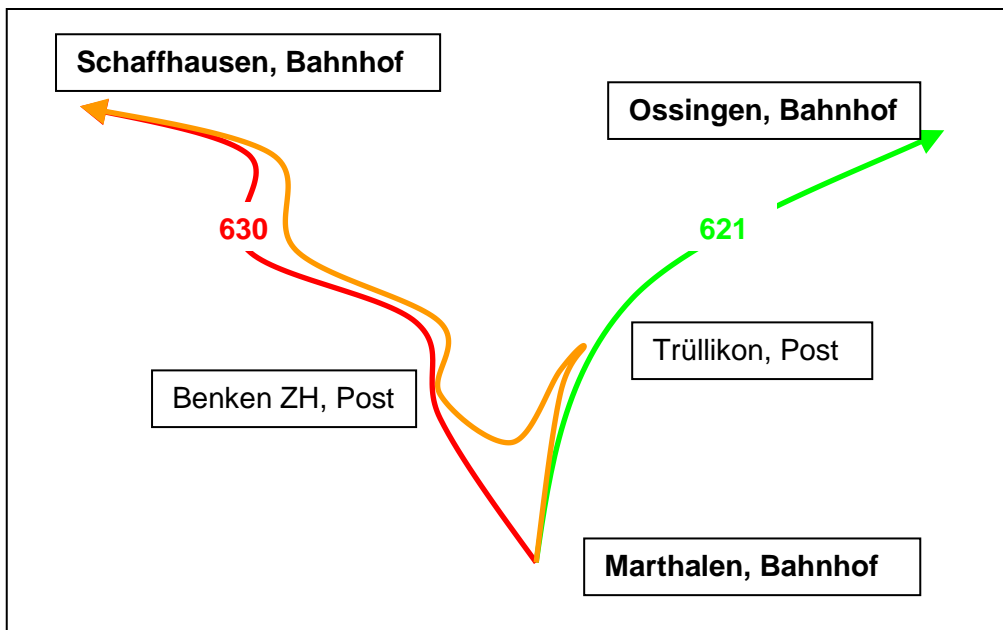 Schaffhausen, Bahnhof
Ossingen, Bahnhof
630
621
Trüllikon, Post
Benken ZH, Post
Marthalen, Bahnhof